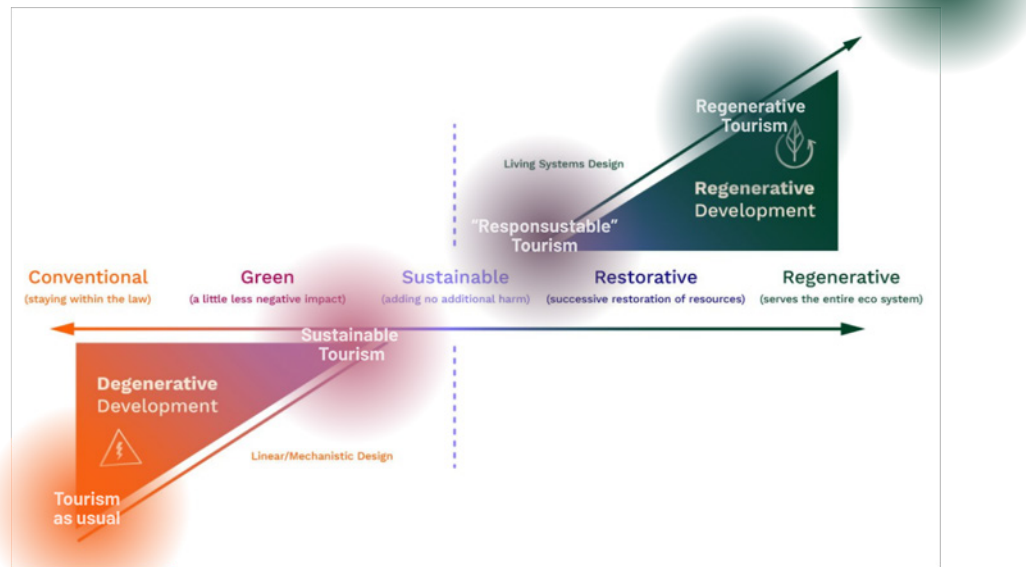 Regenerative
Tourism
Living Systems Design
Regenerative
Development
"Responsustable"
Tourism
Conventional
(staying within the law)
Green
(a little less negative impact)
Sustainable
(adding no additional harm)
Restorative
(successive restoration of resources)
Regenerative
(serves the entire eco system)
Sustainable
Tourism
Degenerative
Development
Linear/Mechanistic Design
Tourism
as usual